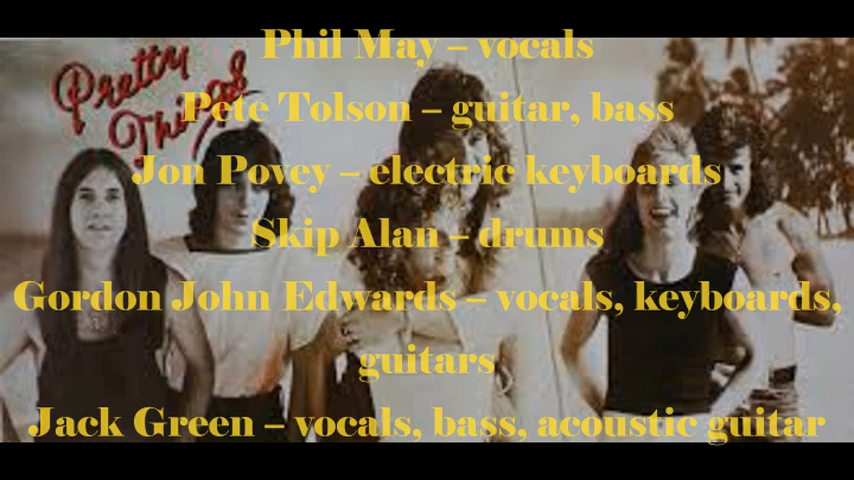 Pretty
Things
Phil May – vocals
Pete Tolson – guitar, bass
Jon Povey – electric keyboards
Skip Alan – drums
Gordon John Edwards – vocals, keyboards,
guitars
Jack Green – vocals, bass, acoustic guitar